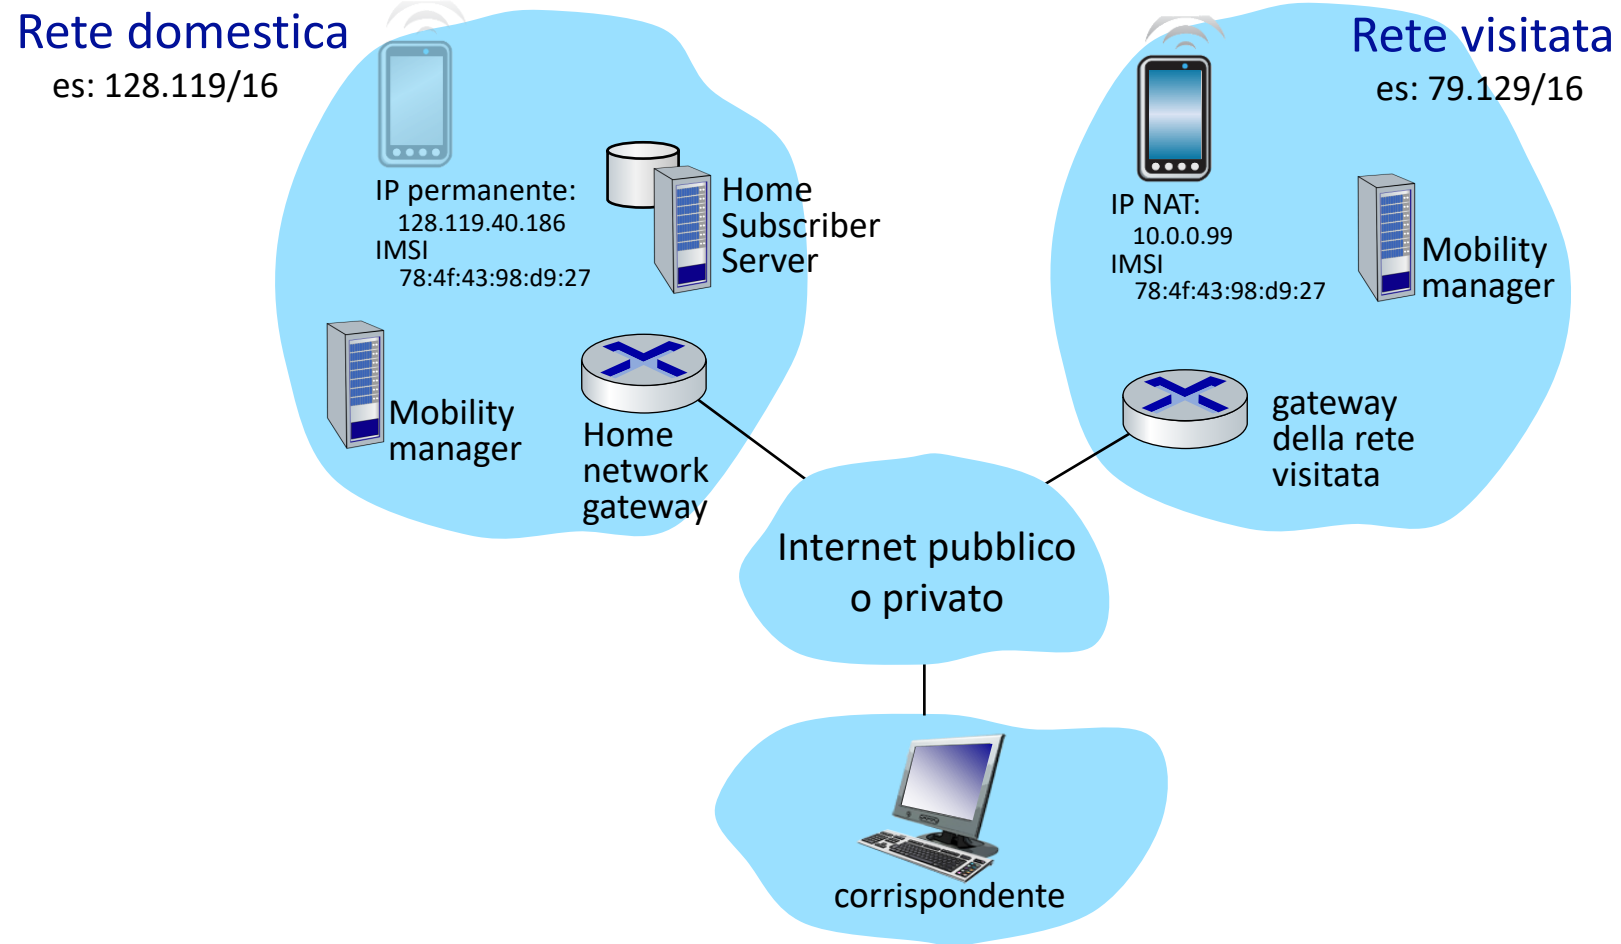 Rete domestica
es: 128.119/16
IP permanente:
128.119.40.186
IMSI
78:4f:43:98:d9:27
Home
Subscriber
Server
Mobility
manager
Home
network
gateway
Rete visitata
es: 79.129/16
IP NAT:
10.0.0.99
IMSI
78:4f:43:98:d9:27
Mobility
manager
gateway
della rete
visitata
Internet pubblico
o privato
corrispondente